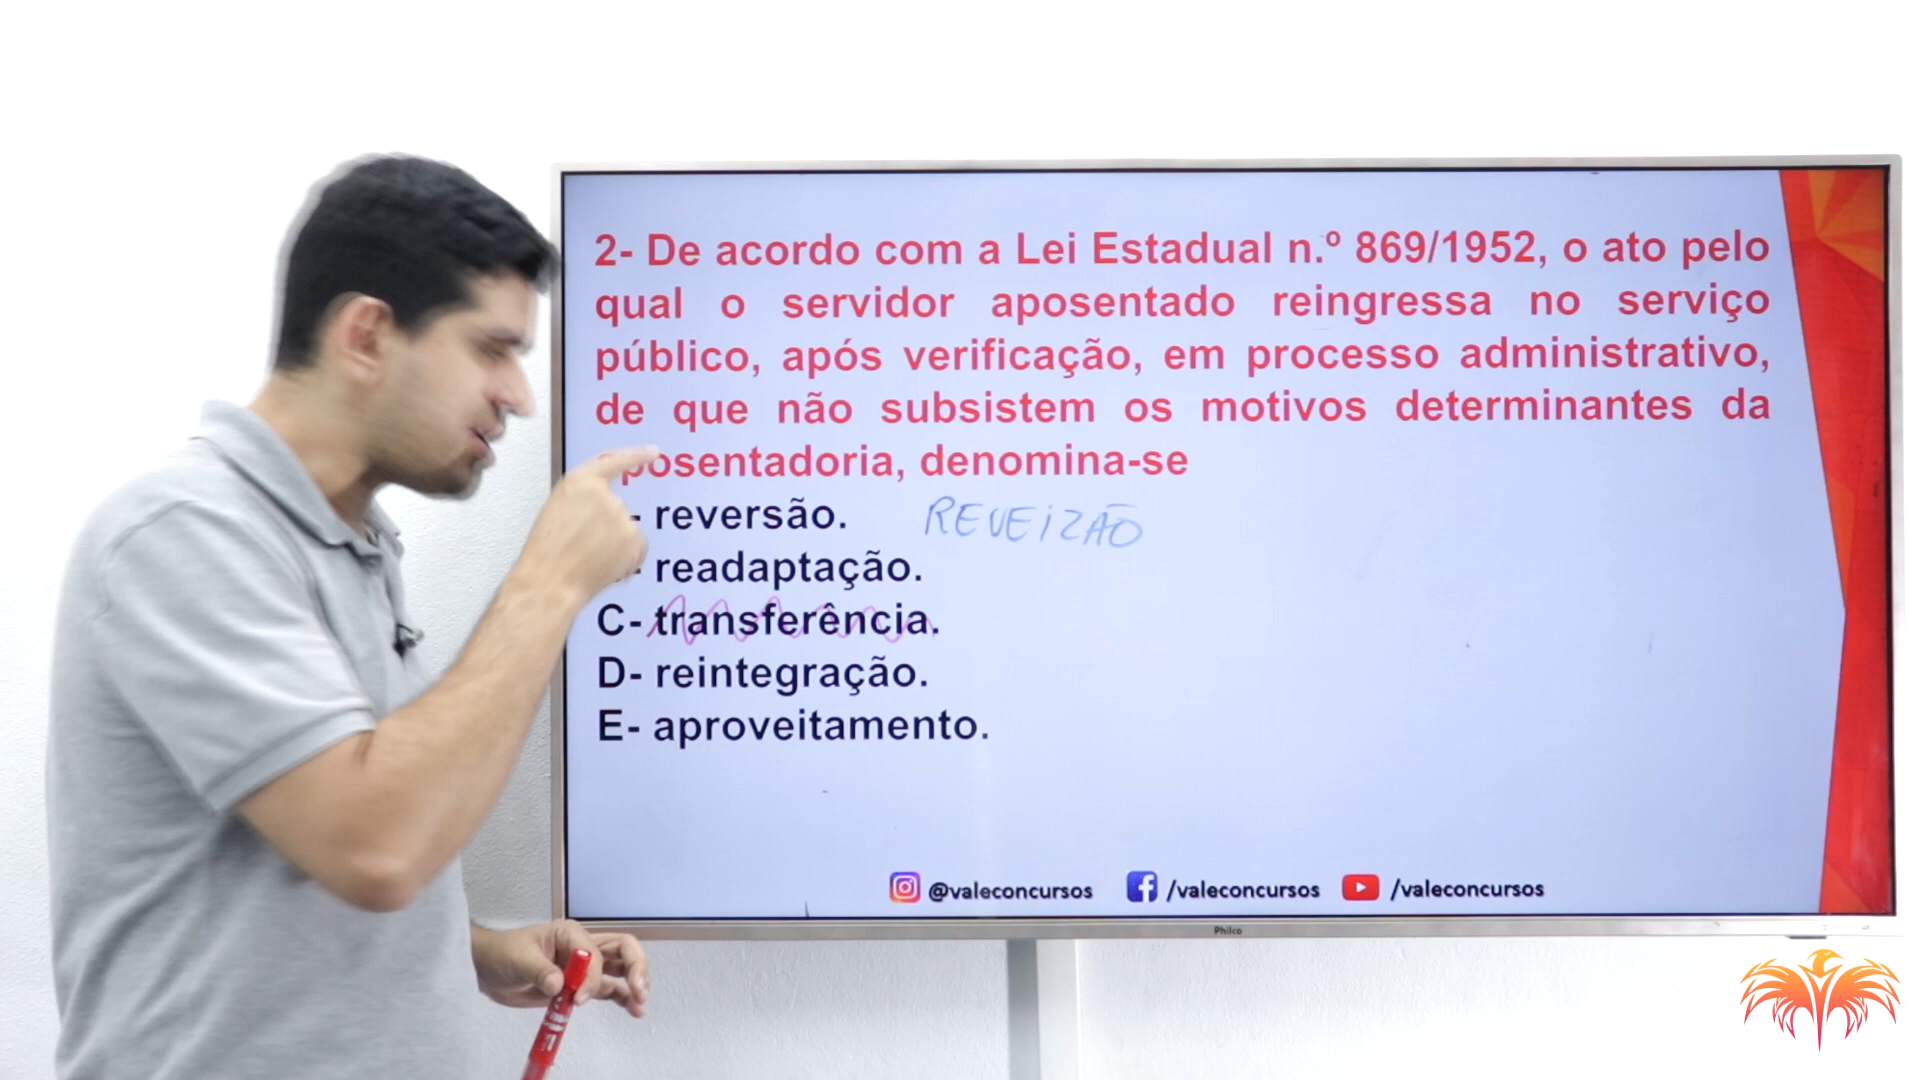 2- De acordo com a Lei Estadual n.º 869/1952, o ato pelo
qual o servidor aposentado reingressa no serviço
público, após verificação, em processo administrativo,
de que não subsistem os motivos determinantes da
aposentadoria, denomina-se
- reversão. REVEIZÃO
- readaptação.
C- transferência.
D- reintegração.
E- aproveitamento.
@valeconcursos /valeconcursos /valeconcursos
Philco